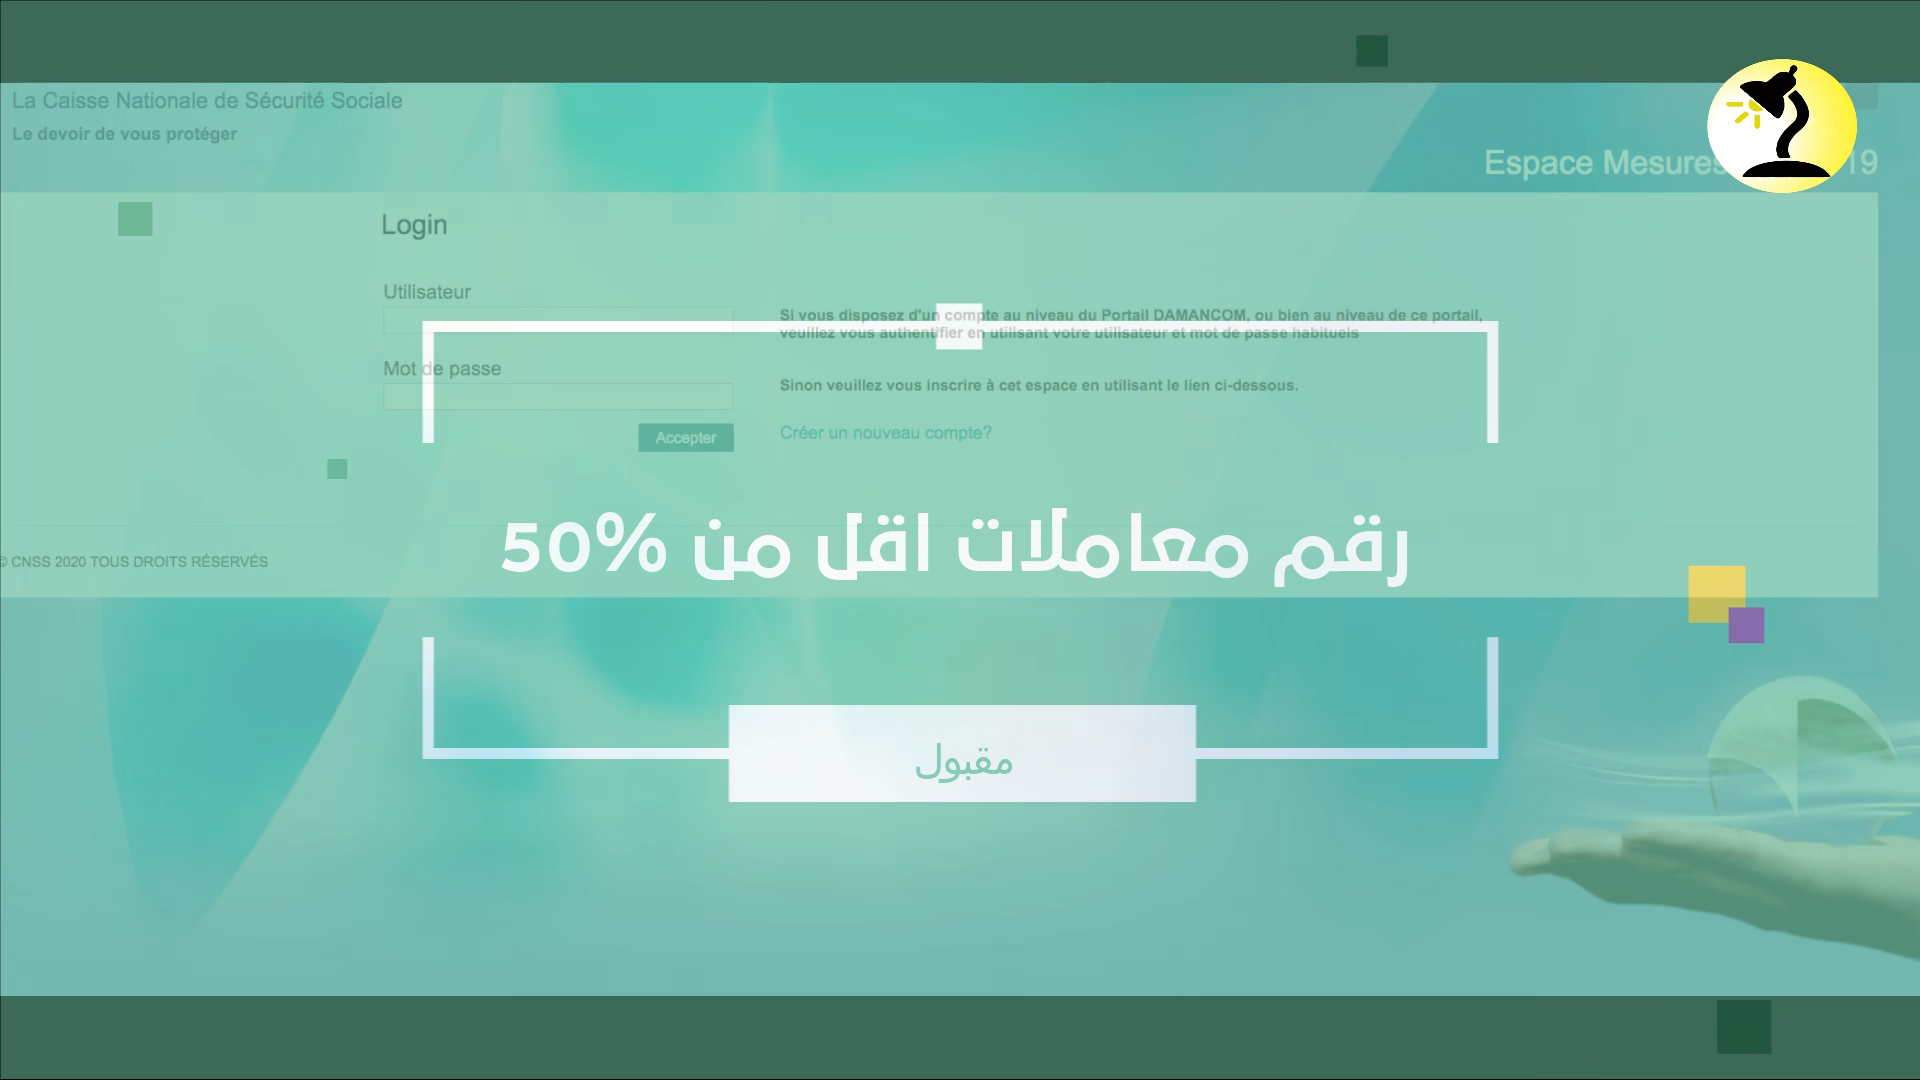 La Caisse Nationale de Sécurité Sociale
Le devoir de vous protéger
Espace Mesures 19
Login
Utilisateur
Si vous disposez d'un compte au niveau du Portail DAMANCOM, ou bien au niveau de ce portail,
veuillez vous authentifier en utilisant votre utilisateur et mot de passe habituels
Mot de passe
Sinon veuillez vous inscrire à cet espace en utilisant le lien ci-dessous.
Accepter
Créer un nouveau compte?
رقم معاملات اقل من %50
© CNSS 2020 TOUS DROITS RÉSERVÉS
مقبول